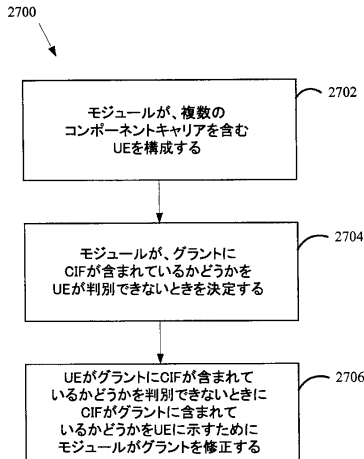 2700
2702
モジュールが、複数の
コンポーネントキャリアを含む
UEを構成する
2704
モジュールが、グラントに
CIFが含まれているかどうかを
UEが判別できないときを決定する
2706
UEがグラントにCIFが含まれて
いるかどうかを判別できないときに
CIFがグラントに含まれて
いるかどうかをUEに示すために
モジュールがグラントを修正する